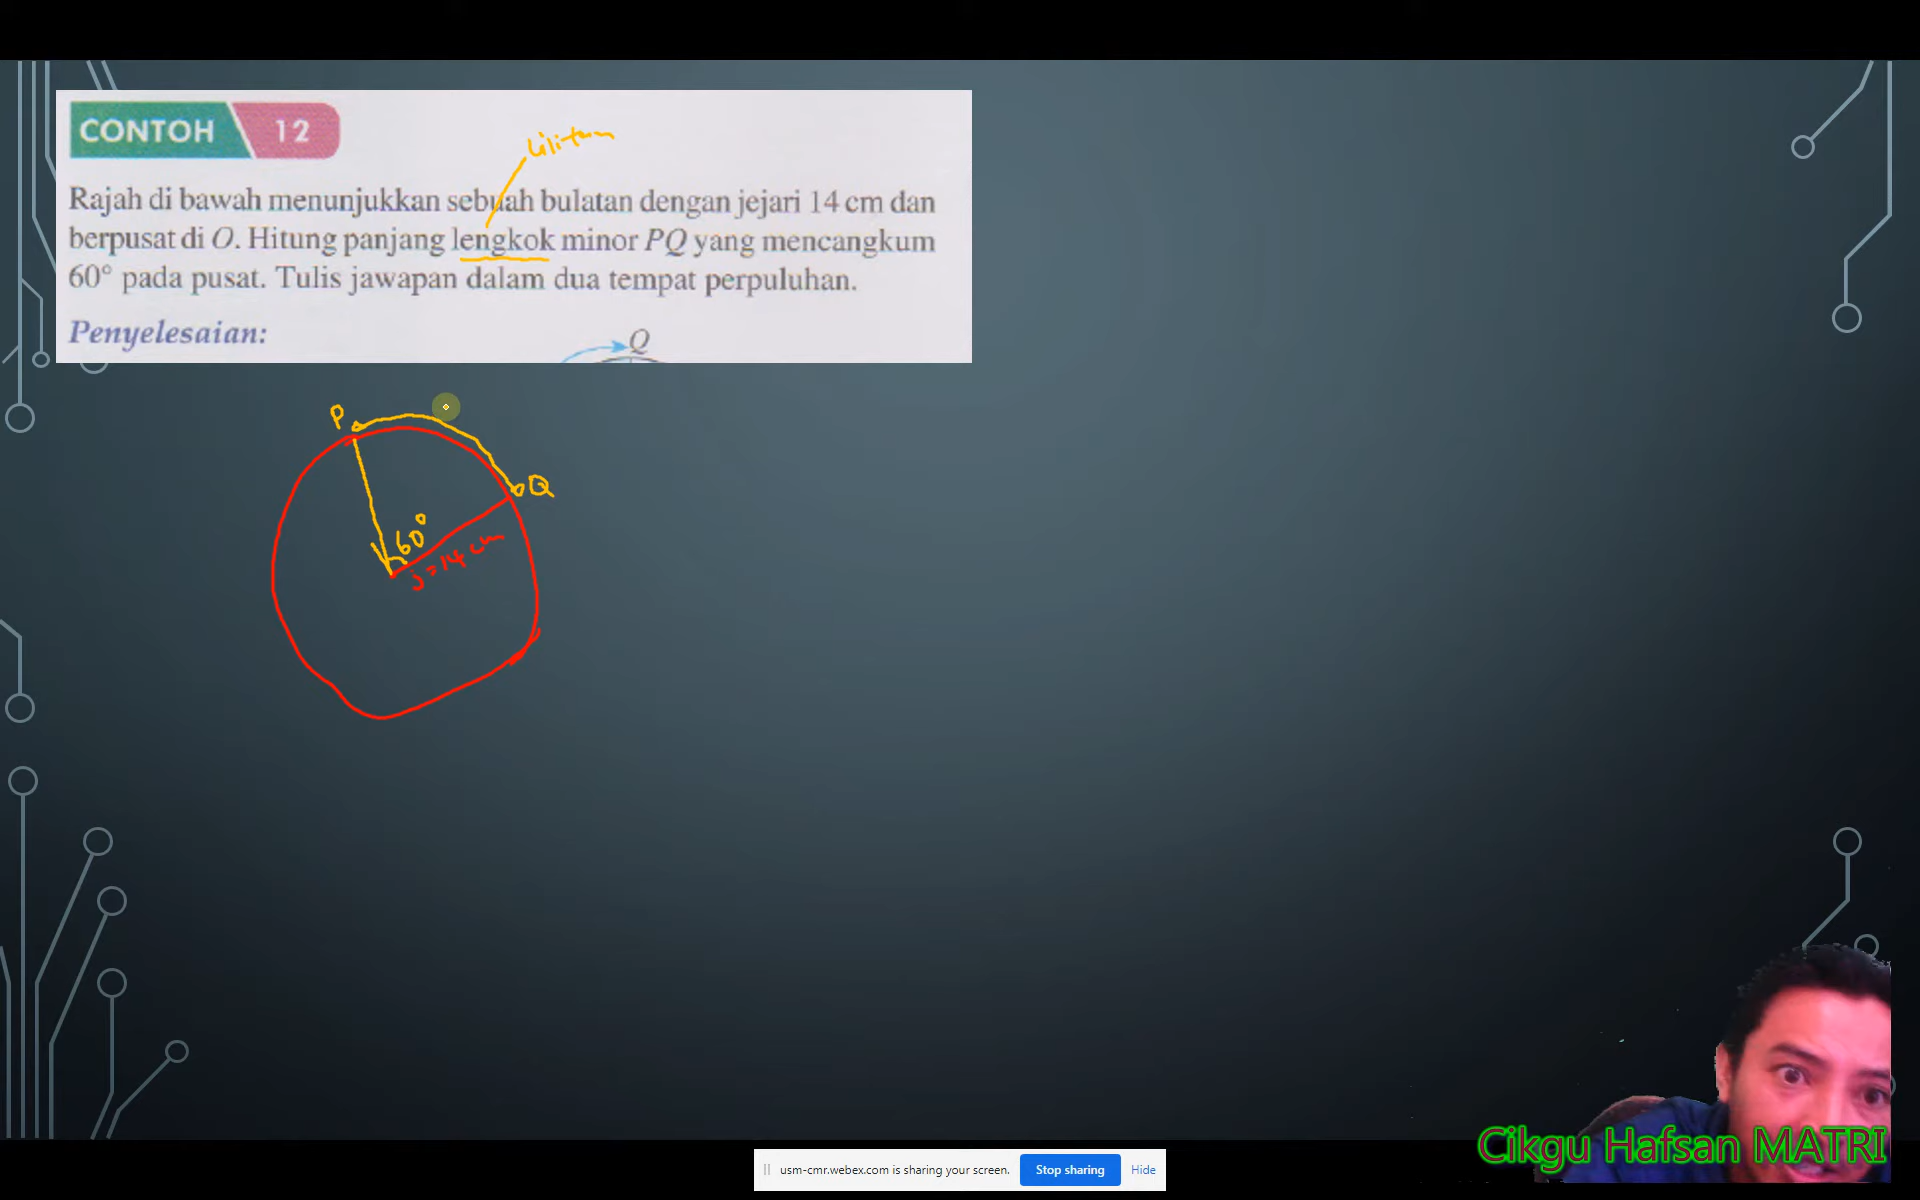 CONTOH 12
lilitan
Rajah di bawah menunjukkan sebuah bulatan dengan jejari 14 cm dan
berpusat di O. Hitung panjang lengkok minor PQ yang mencangkum
60° pada pusat. Tulis jawapan dalam dua tempat perpuluhan.
Penyelesaian:
Q
P
Q
60°
j = 14 cm
Cikgu Hafsan MATRI
usm-cmr.webex.com is sharing your screen.
Stop sharing
Hide